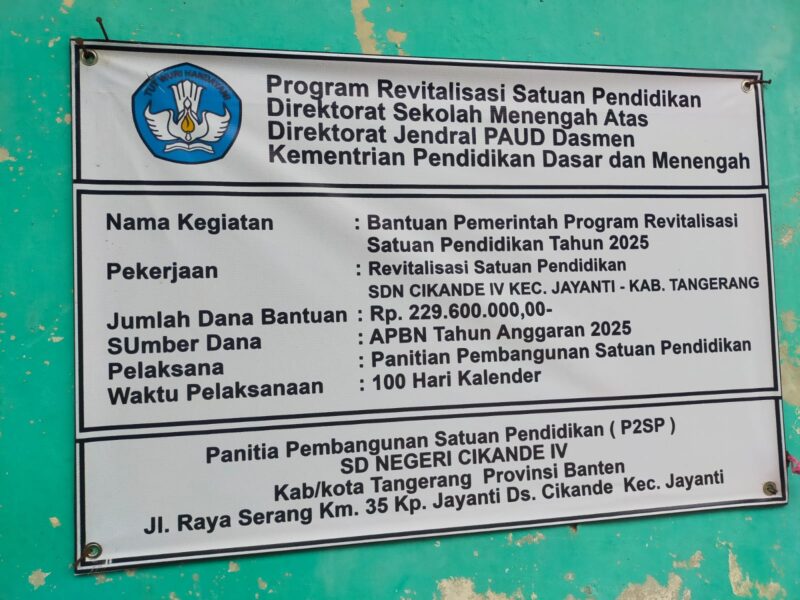 TUT WURI HANDAYANI
Program Revitalisasi Satuan Pendidikan
Direktorat Sekolah Menengah Atas
Direktorat Jendral PAUD Dasmen
Kementrian Pendidikan Dasar dan Menengah
Nama Kegiatan : Bantuan Pemerintah Program Revitalisasi
Satuan Pendidikan Tahun 2025
Pekerjaan : Revitalisasi Satuan Pendidikan
SDN CIKANDE IV KEC. JAYANTI - KAB. TANGERANG
Jumlah Dana Bantuan : Rp. 229.600.000,00-
SUmber Dana : APBN Tahun Anggaran 2025
Pelaksana : Panitian Pembangunan Satuan Pendidikan
Waktu Pelaksanaan : 100 Hari Kalender
Panitia Pembangunan Satuan Pendidikan ( P2SP )
SD NEGERI CIKANDE IV
Kab/kota Tangerang Provinsi Banten
Jl. Raya Serang Km. 35 Kp. Jayanti Ds. Cikande Kec. Jayanti